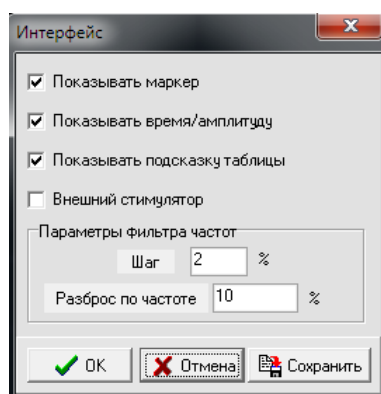 Интерфейс
Показывать маркер
Показывать время/амплитуду
Показывать подсказку таблицы
Внешний стимулятор
Параметры фильтра частот
Шаг 2 %
Разброс по частоте 10 %
OK Отмена Сохранить